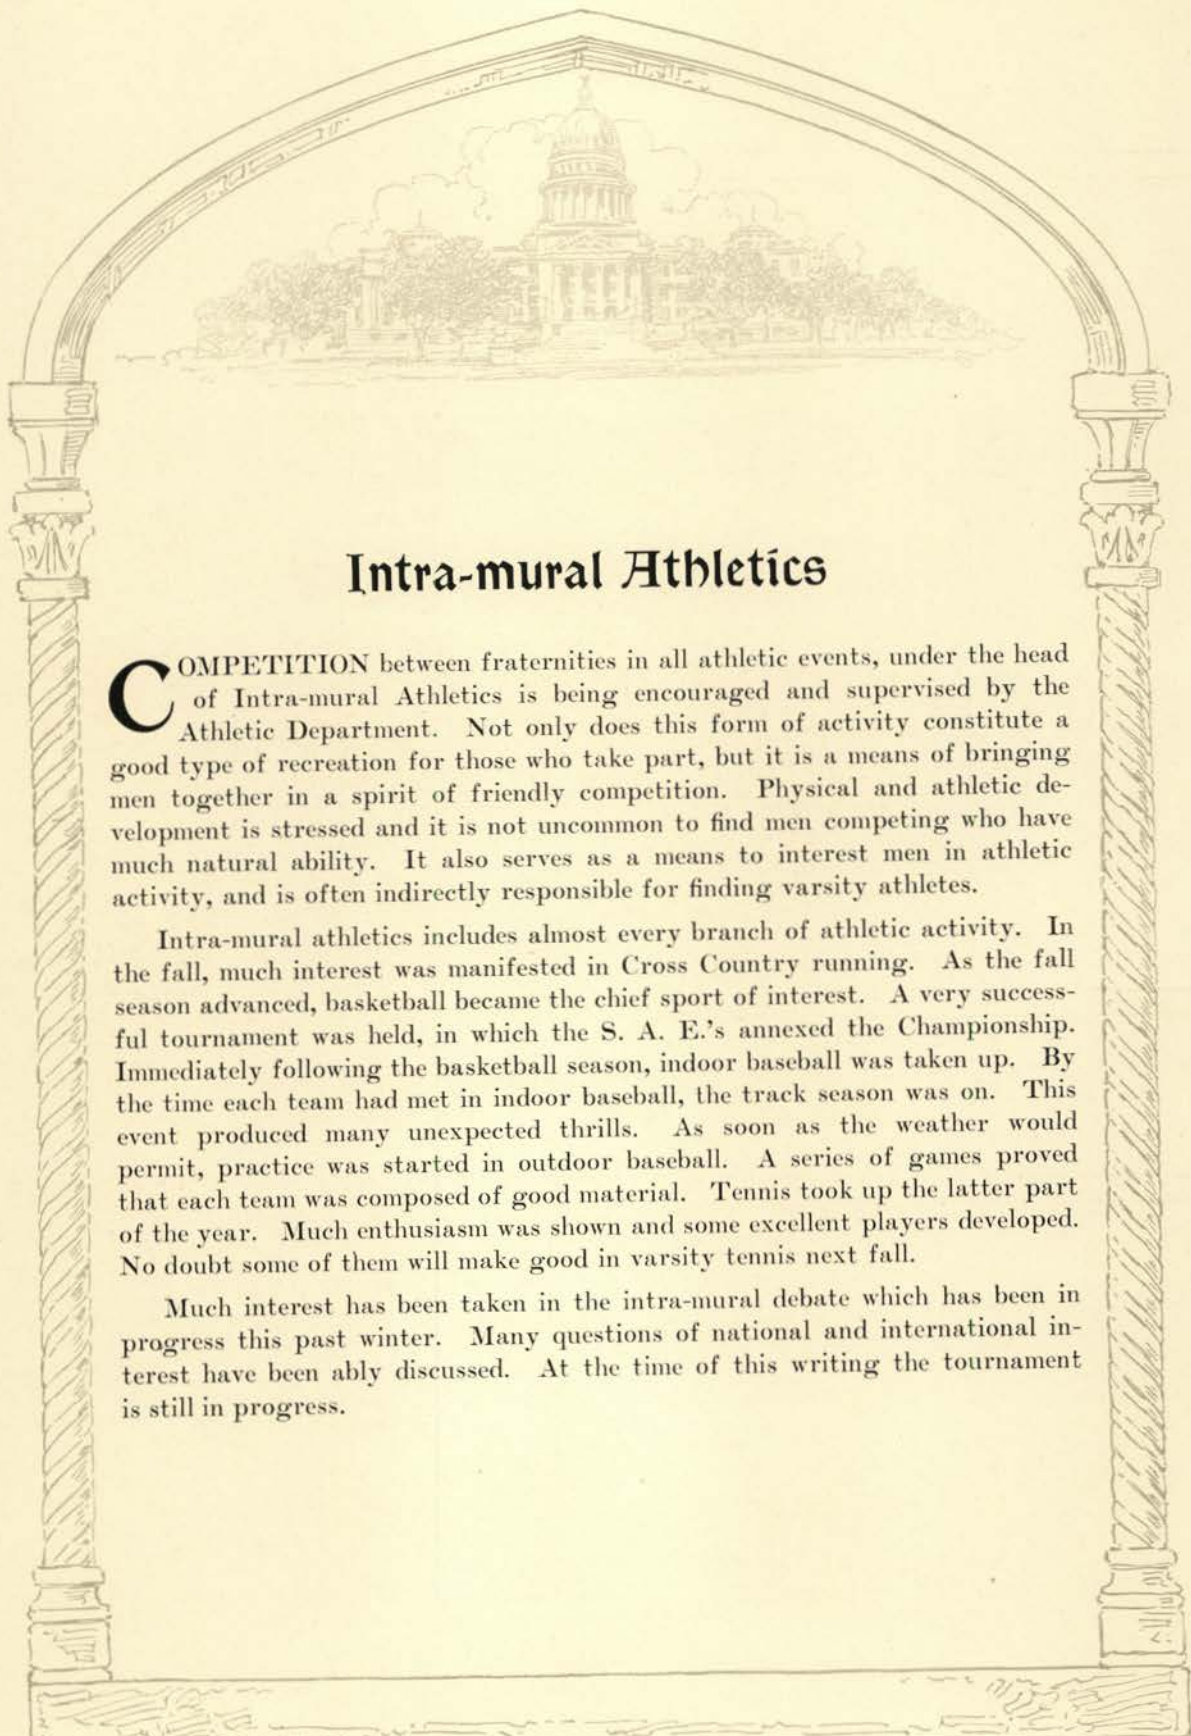 Intra-mural Athletics
COMPETITION between fraternities in all athletic events, under the head
of Intra-mural Athletics is being encouraged and supervised by the
Athletic Department. Not only does this form of activity constitute a
good type of recreation for those who take part, but it is a means of bringing
men together in a spirit of friendly competition. Physical and athletic de-
velopment is stressed and it is not uncommon to find men competing who have
much natural ability. It also serves as a means to interest men in athletic
activity, and is often indirectly responsible for finding varsity athletes.
Intra-mural athletics includes almost every branch of athletic activity. In
the fall, much interest was manifested in Cross Country running. As the fall
season advanced, basketball became the chief sport of interest. A very success-
ful tournament was held, in which the S. A. E.'s annexed the Championship.
Immediately following the basketball season, indoor baseball was taken up. By
the time each team had met in indoor baseball, the track season was on. This
event produced many unexpected thrills. As soon as the weather would
permit, practice was started in outdoor baseball. A series of games proved
that each team was composed of good material. Tennis took up the latter part
of the year. Much enthusiasm was shown and some excellent players developed.
No doubt some of them will make good in varsity tennis next fall.
Much interest has been taken in the intra-mural debate which has been in
progress this past winter. Many questions of national and international in-
terest have been ably discussed. At the time of this writing the tournament
is still in progress.